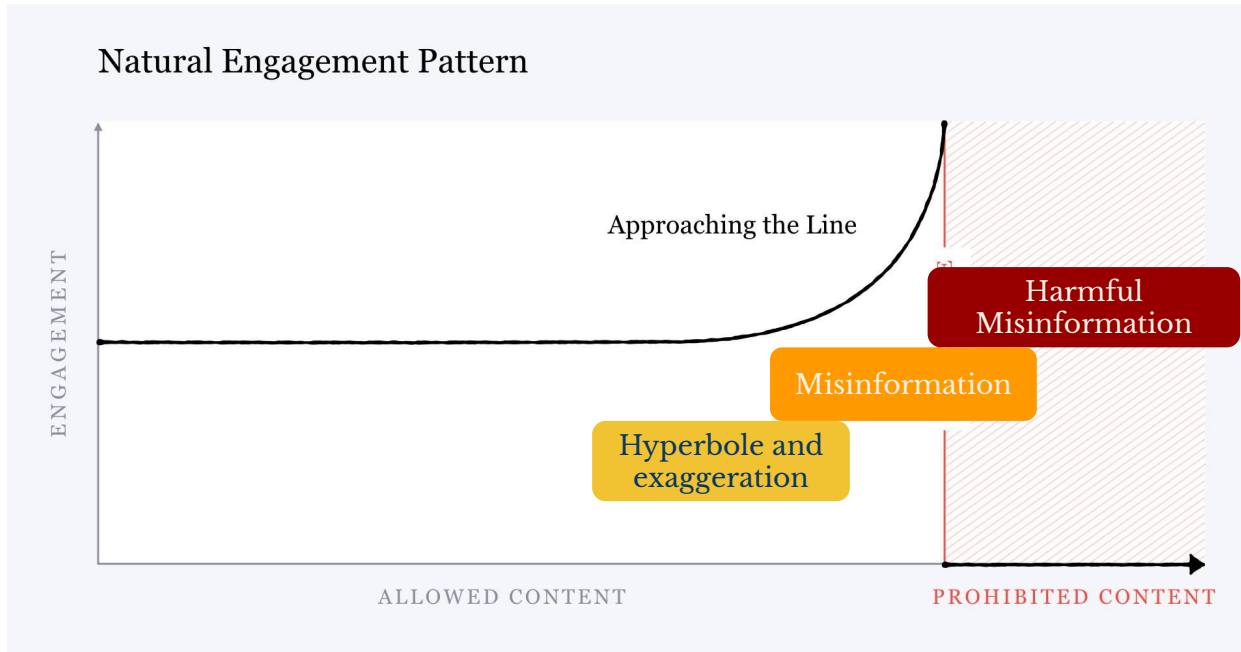 Natural Engagement Pattern
Approaching the Line
ENGAGEMENT
Harmful
Misinformation
Misinformation
Hyperbole and
exaggeration
ALLOWED CONTENT
PROHIBITED CONTENT